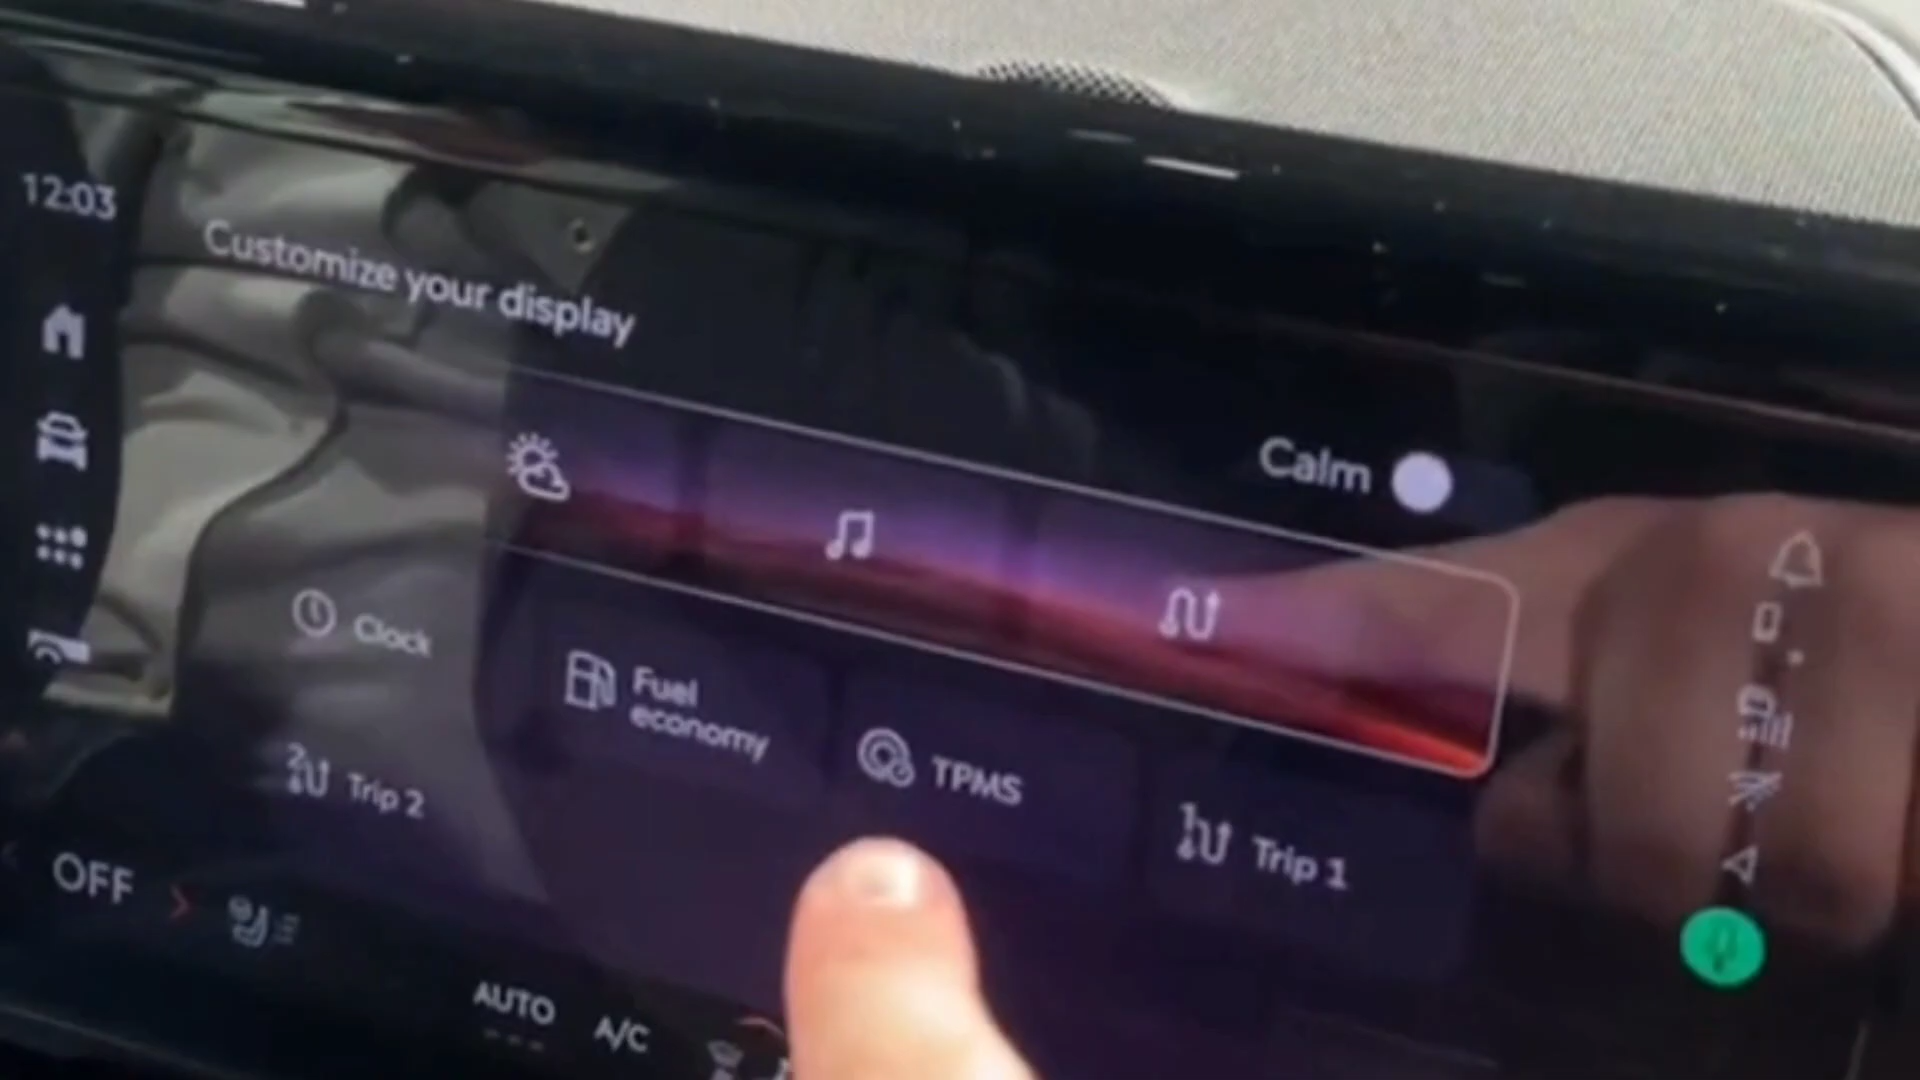 12:03
Customize your display
Calm
Clock
Fuel
economy
TPMS
Trip 1
Trip 2
OFF
AUTO
A/C